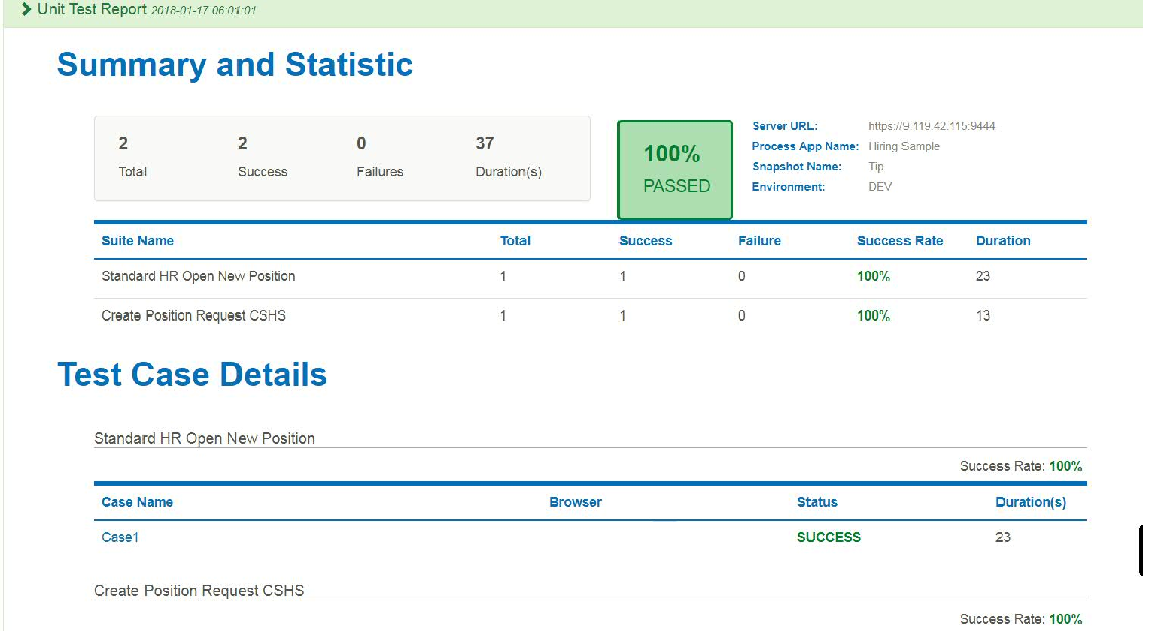 Unit Test Report 2018-01-17 06:01:01
Summary and Statistic
2 2 0 37
Total Success Failures Duration(s)
100%
PASSED
Server URL: https://9.119.42.115:9444
Process App Name: Hiring Sample
Snapshot Name: Tip
Environment: DEV
Suite Name Total Success Failure Success Rate Duration
Standard HR Open New Position 1 1 0 100% 23
Create Position Request CSHS 1 1 0 100% 13
Test Case Details
Standard HR Open New Position
Success Rate: 100%
Case Name Browser Status Duration(s)
Case1 SUCCESS 23
Create Position Request CSHS
Success Rate: 100%